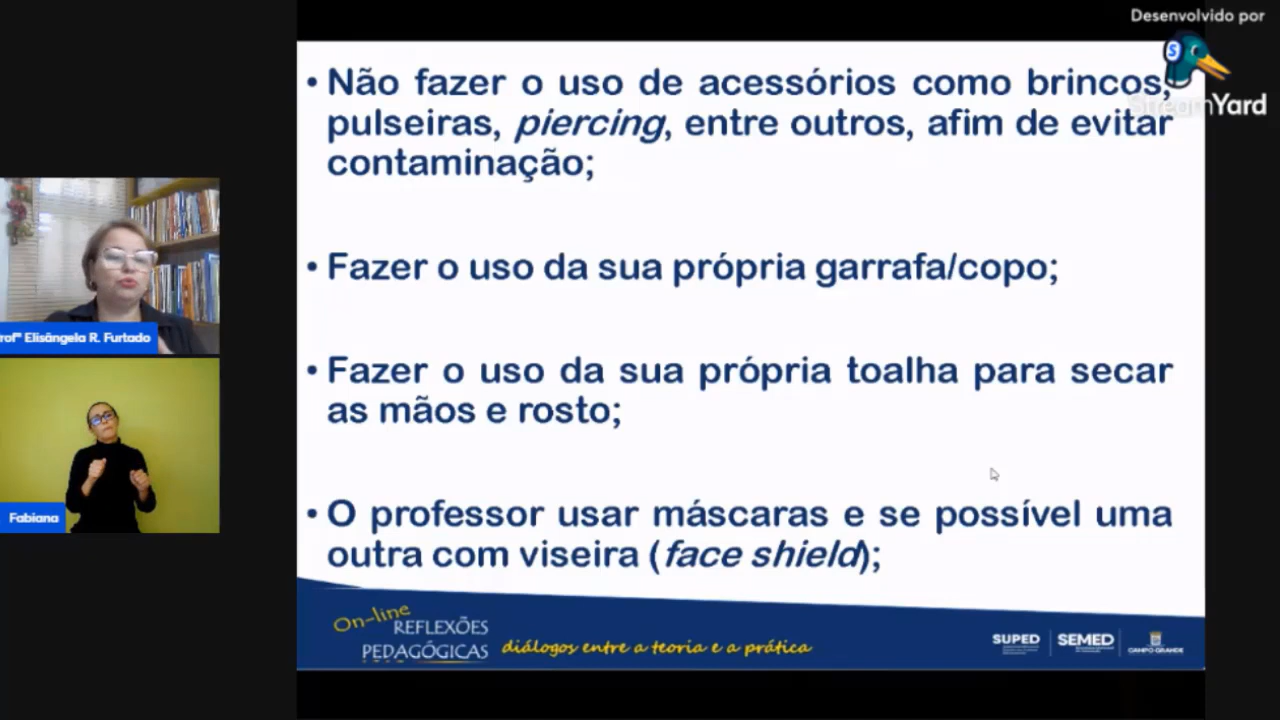 Desenvolvido por
StreamYard
• Não fazer o uso de acessórios como brincos,
pulseiras, piercing, entre outros, afim de evitar
contaminação;
• Fazer o uso da sua própria garrafa/copo;
• Fazer o uso da sua própria toalha para secar
as mãos e rosto;
• O professor usar máscaras e se possível uma
outra com viseira (face shield);
rofª Elisângela R. Furtado
Fabiana
On-line
REFLEXÕES
PEDAGÓGICAS
diálogos entre a teoria e a prática
SUPED
SEMED
CAMPO GRANDE